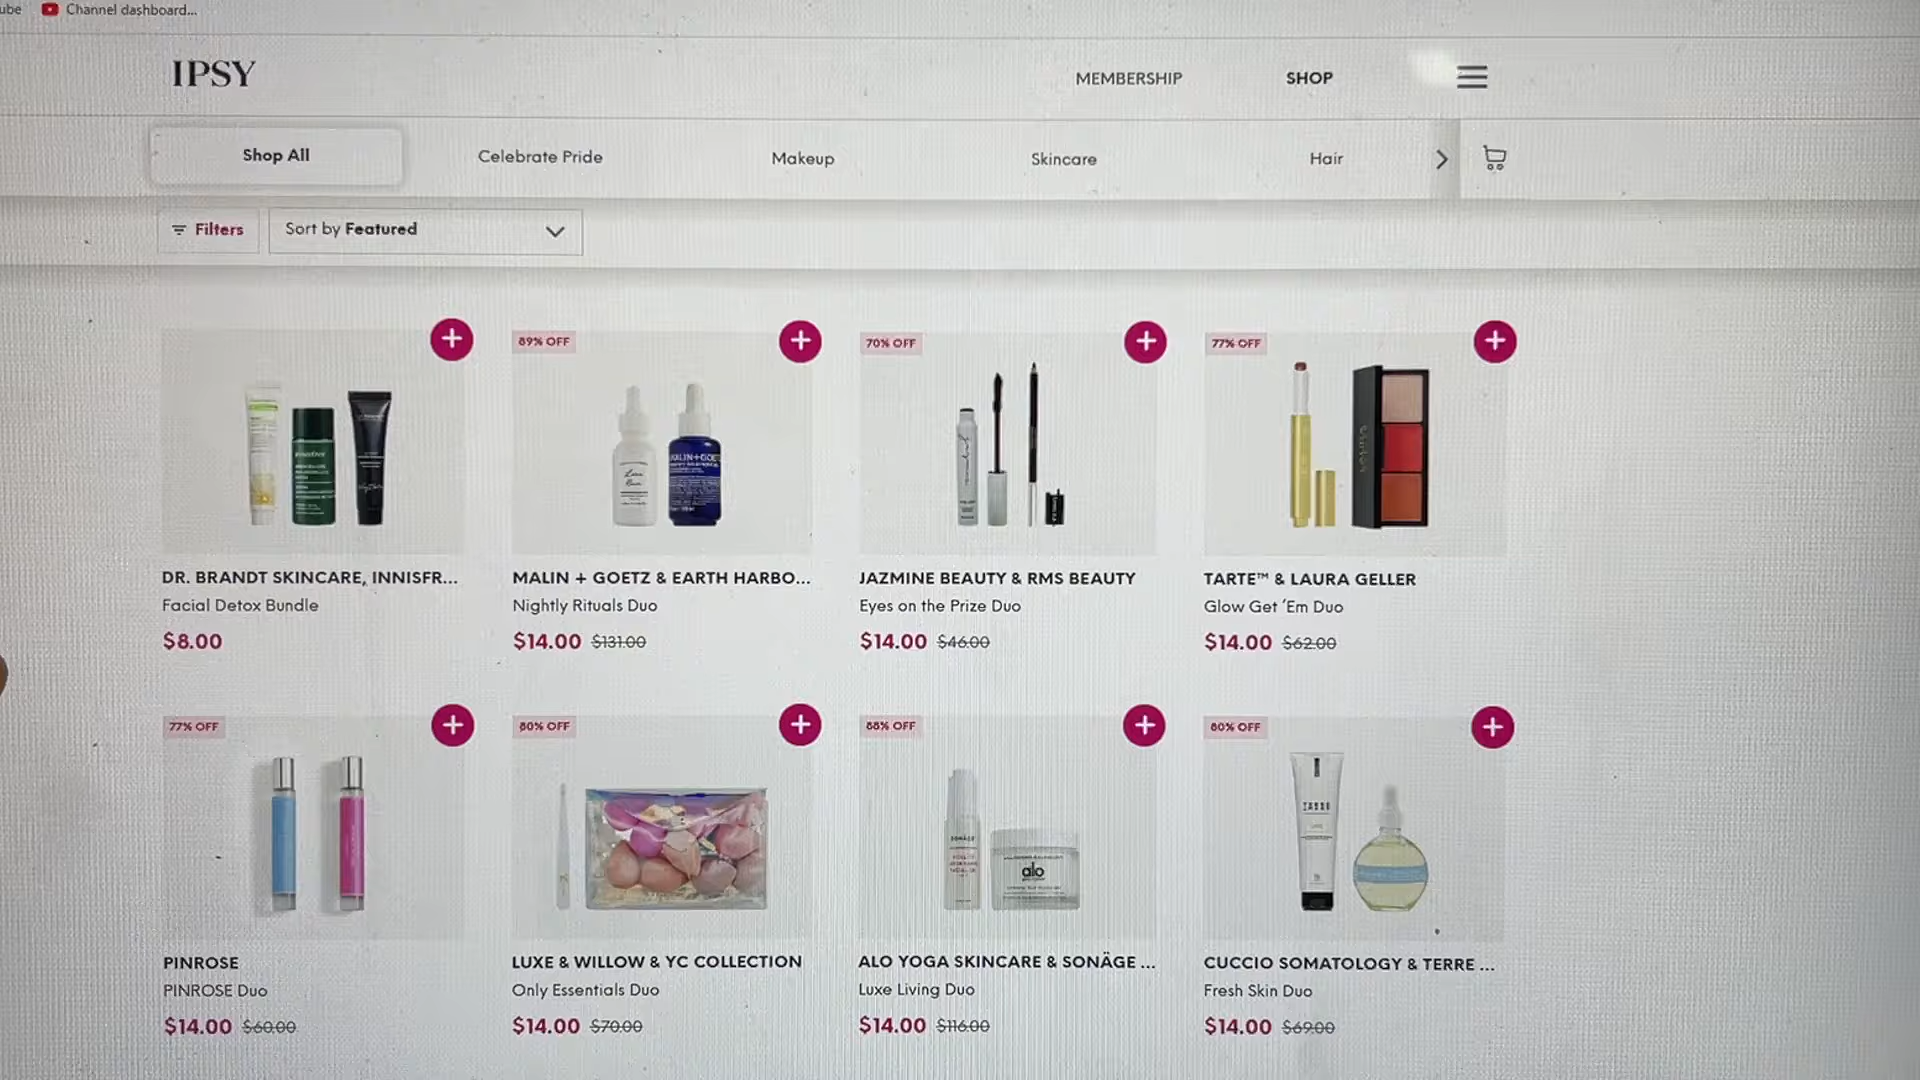 ube
Channel dashboard...
IPSY
MEMBERSHIP
SHOP
Shop All
Celebrate Pride
Makeup
Skincare
Hair
Filters
Sort by Featured
89% OFF
70% OFF
77% OFF
MALIN+GOETZ
DR. BRANDT SKINCARE, INNISFR...
MALIN + GOETZ & EARTH HARBO...
JAZMINE BEAUTY & RMS BEAUTY
TARTE™ & LAURA GELLER
Facial Detox Bundle
Nightly Rituals Duo
Eyes on the Prize Duo
Glow Get ‘Em Duo
$8.00
$14.00 $131.00
$14.00 $46.00
$14.00 $62.00
77% OFF
80% OFF
88% OFF
80% OFF
alo
PINROSE
LUXE & WILLOW & YC COLLECTION
ALO YOGA SKINCARE & SONÄGE ...
CUCCIO SOMATOLOGY & TERRE ...
PINROSE Duo
Only Essentials Duo
Luxe Living Duo
Fresh Skin Duo
$14.00 $60.00
$14.00 $70.00
$14.00 $116.00
$14.00 $69.00